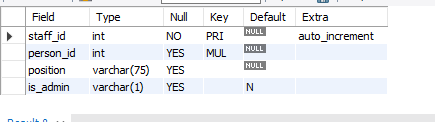 Field Type Null Key Default Extra
staff_id int NO PRI NULL auto_increment
person_id int YES MUL NULL
position varchar(75) YES NULL
is_admin varchar(1) YES N